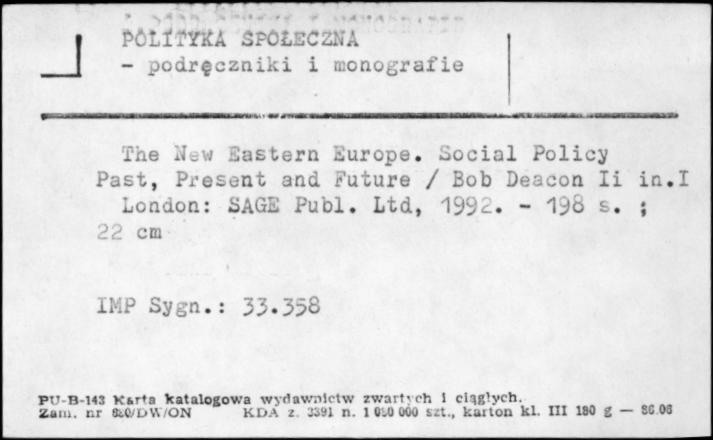 POLITYKA SPOŁECZNA
- podręczniki i monografie
The New Eastern Europe. Social Policy
Past, Present and Future / Bob Deacon Ii in.I
London: SAGE Publ. Ltd, 1992. - 198 s. ;
22 cm
IMP Sygn.: 33.358
PU-B-143 Karta katalogowa wydawnictw zwartych i ciągłych.
Zam. nr 820/DW/ON KDA z. 3391 n. 1 080 000 szt., karton kl. III 180 g — 86.06